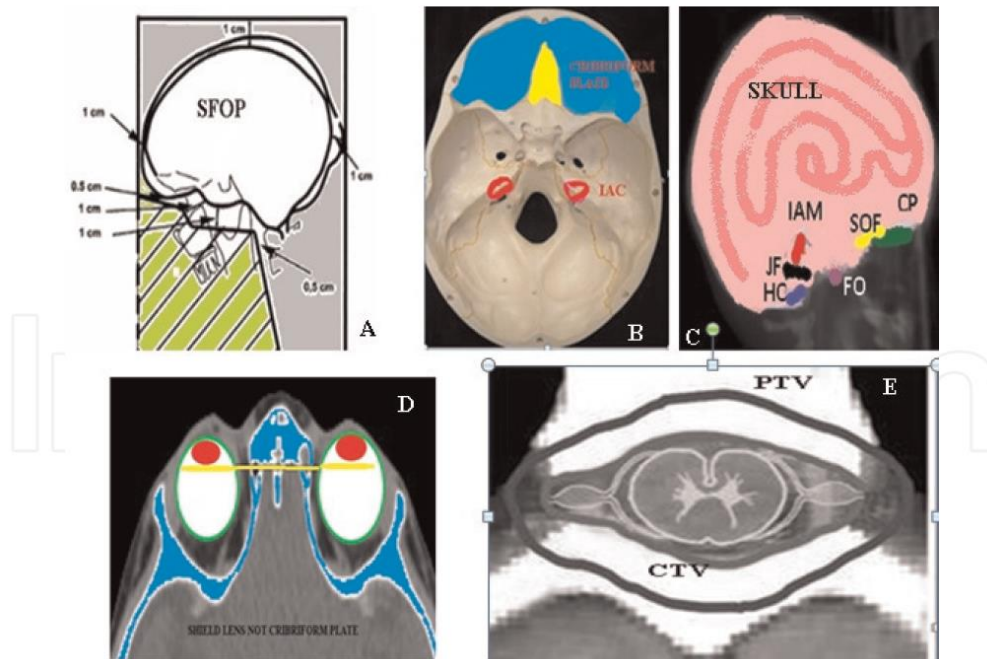 1 cm
SFOP
1 cm
1 cm
0.5 cm
1 cm
1 cm
0,5 cm
A
CRIBRIFORM
PLATE
IAC
B
SKULL
CP
IAM
SOF
JF
HC
FO
C
D
SHIELD LENS NOT CRIBRIFORM PLATE
PTV
E
CTV